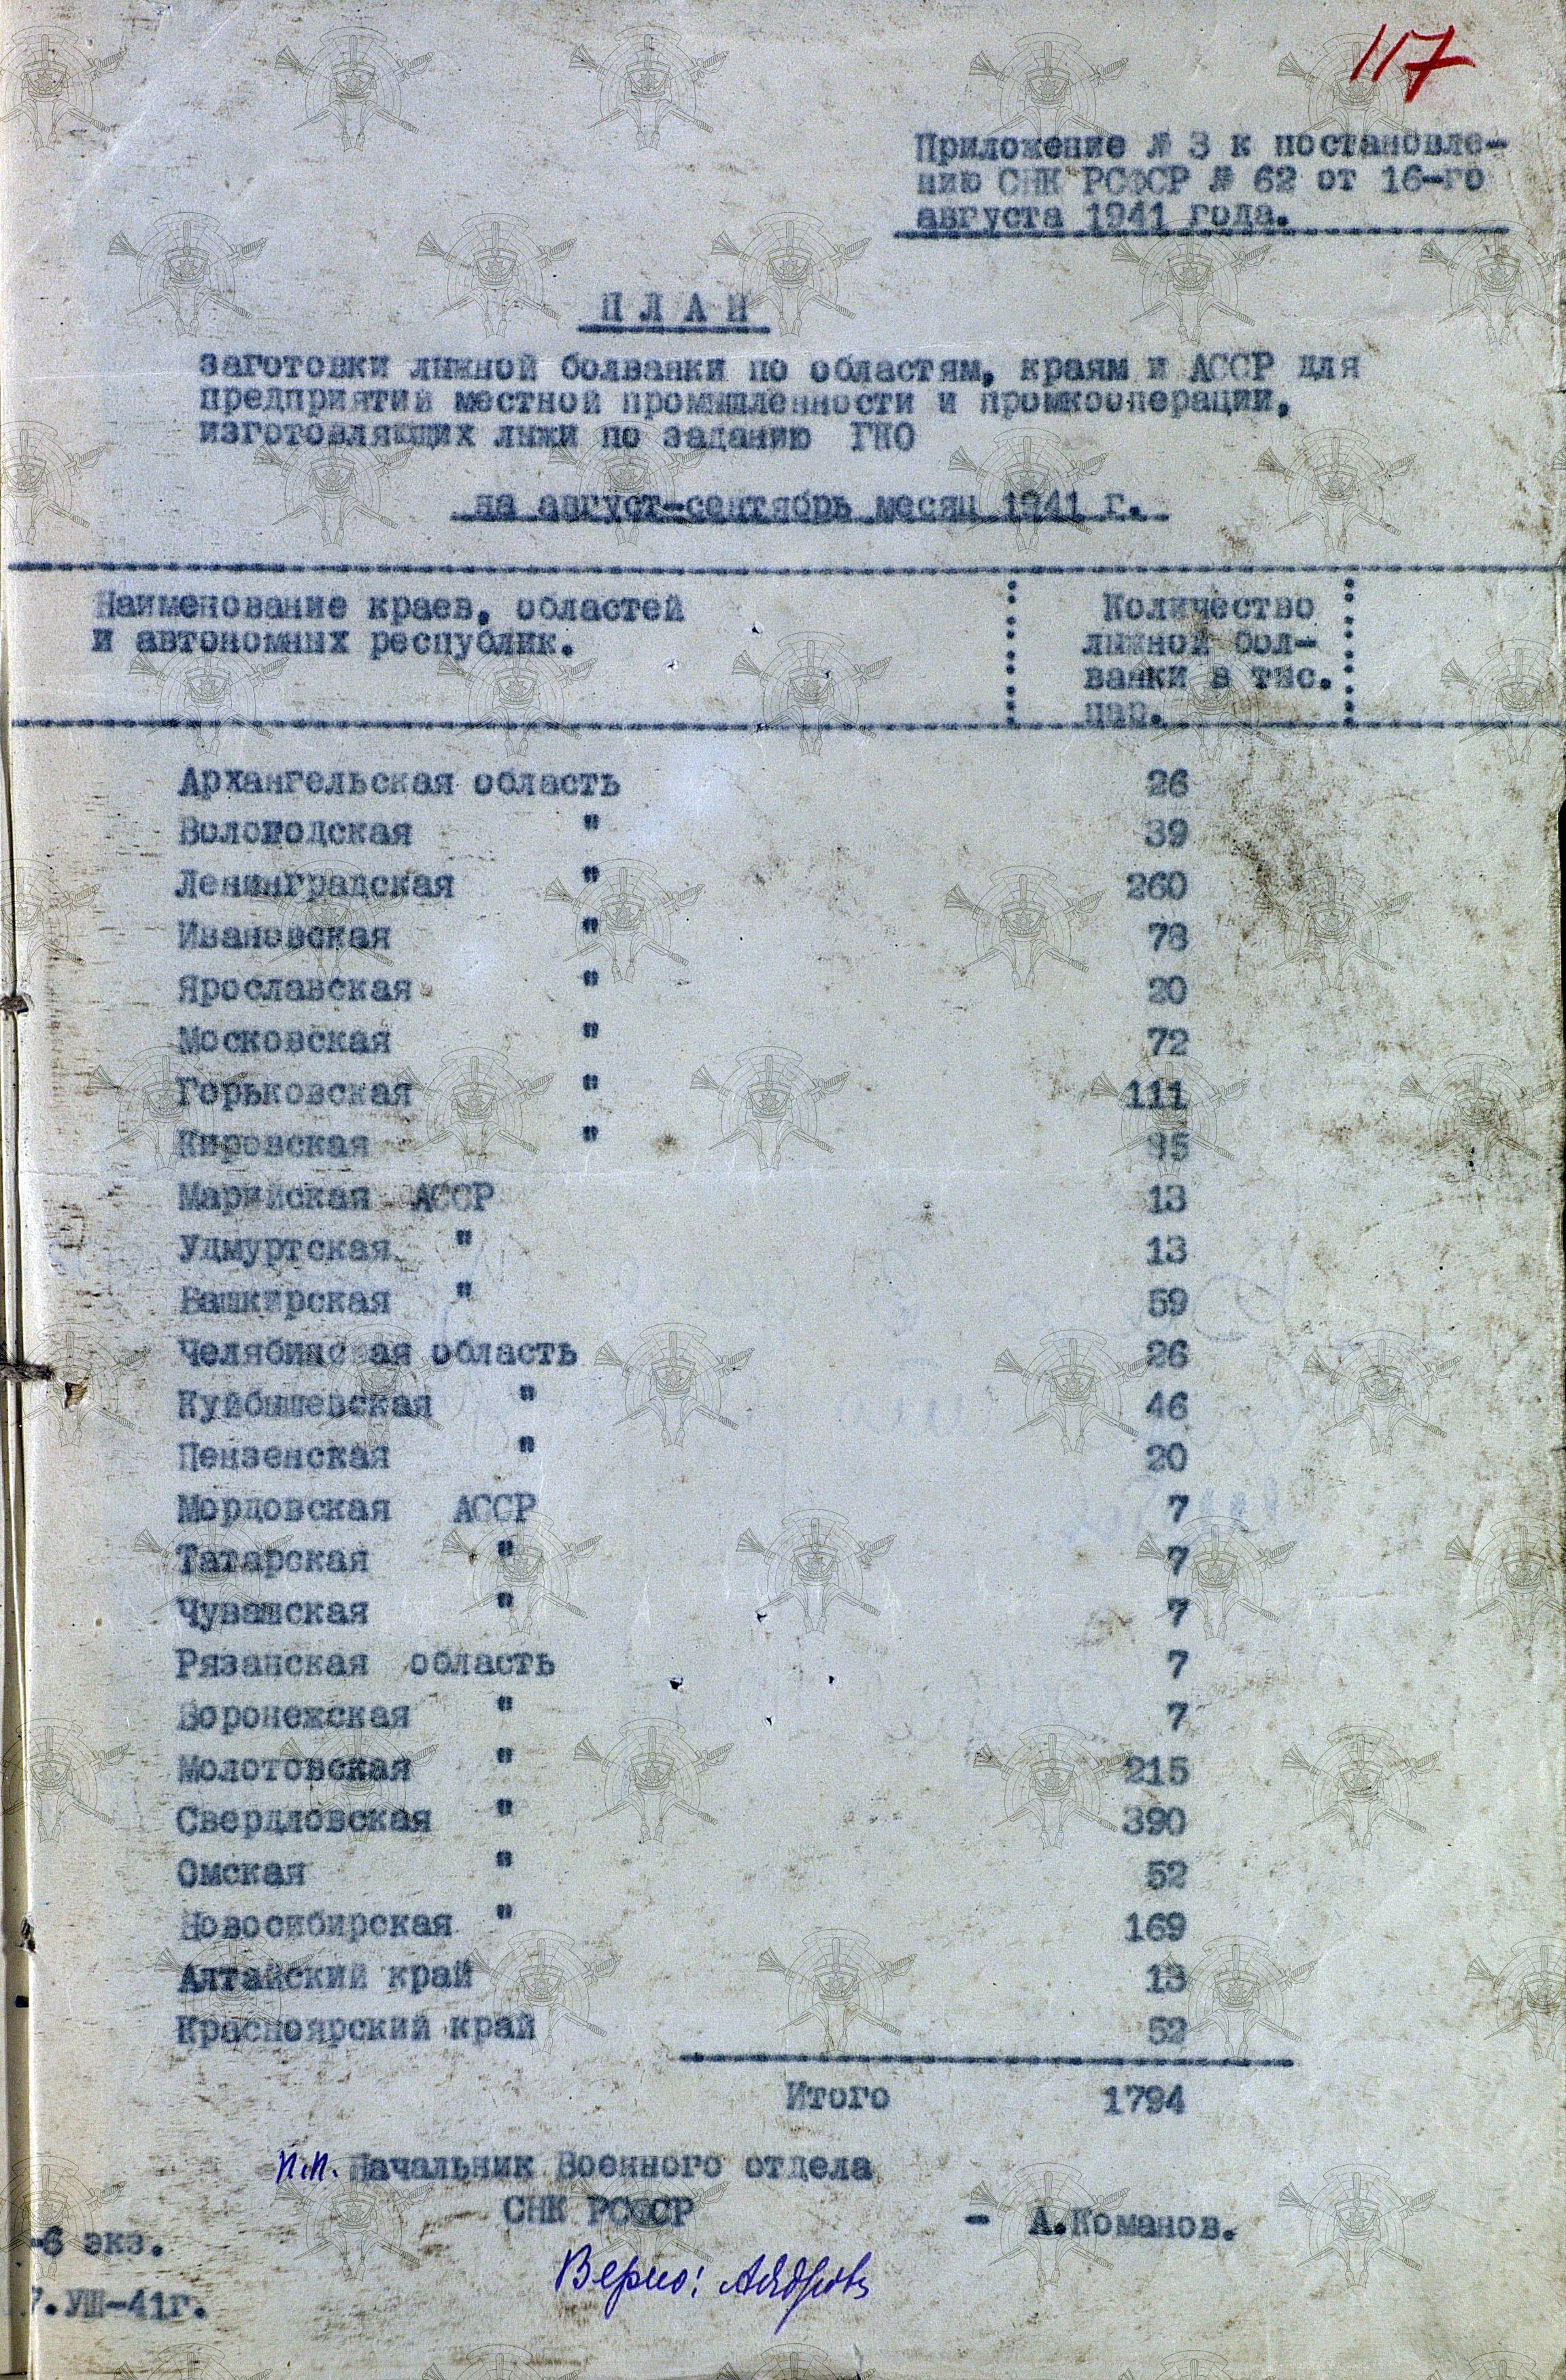 117
Приложение № 3 к постановле-
нию СНК РСФСР № 62 от 16-го
августа 1941 года.
ПЛАН
заготовки лыжной болванки по областям, краям и АССР для
предприятий местной промышленности и промкооперации,
изготовляющих лыжи по заданию ГКО
на август-сентябрь месяц 1941 г.
Наименование краев, областей
и автономных республик.
Количество
лыжной бол-
ванки в тыс.
пар.
Архангельская область 26
Вологодская " 39
Ленинградская " 260
Ивановская " 78
Ярославская " 20
Московская " 72
Горьковская " 111
Кировская " 85
Марийская АССР 13
Удмуртская " 13
Башкирская " 59
Челябинская область 26
Куйбышевская " 46
Пензенская " 20
Мордовская АССР 7
Татарская " 7
Чувашская " 7
Рязанская область 7
Воронежская " 7
Молотовская " 215
Свердловская " 390
Омская " 52
Новосибирская " 169
Алтайский край 13
Красноярский край 52
Итого 1794
п.п. Начальник Военного отдела
СНК РСФСР - А.Команов.
-6 экз.
Верно:
7.УШ-41г.